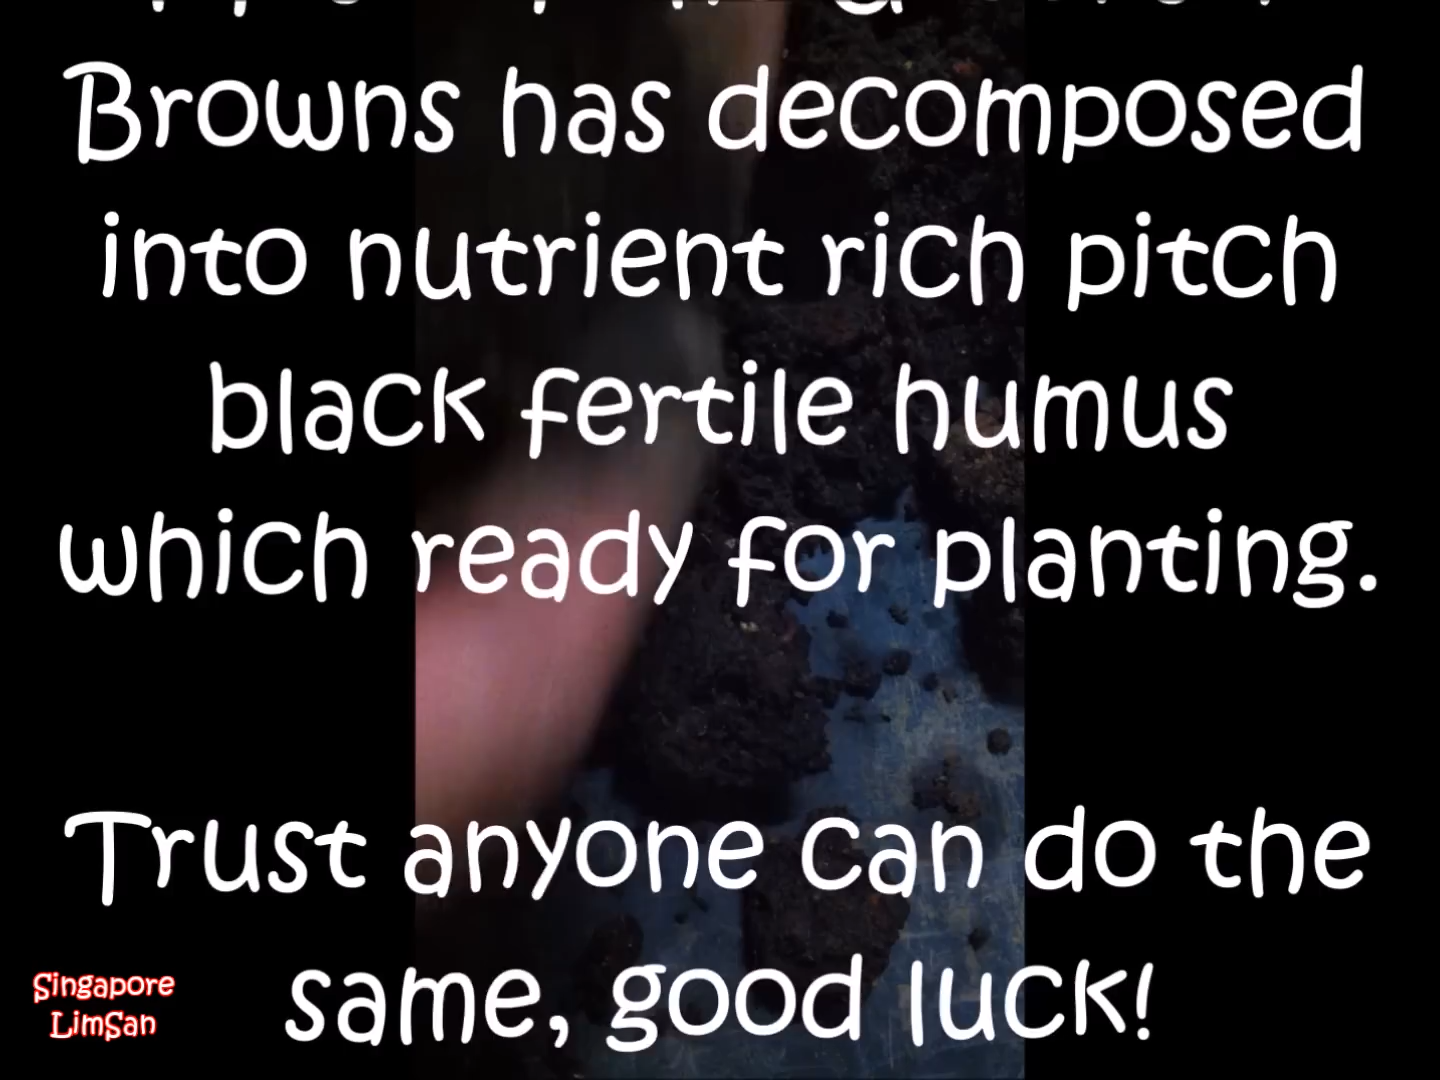 Browns has decomposed
into nutrient rich pitch
black fertile humus
which ready for planting.
Trust anyone can do the
same, good luck!
Singapore
LimSan